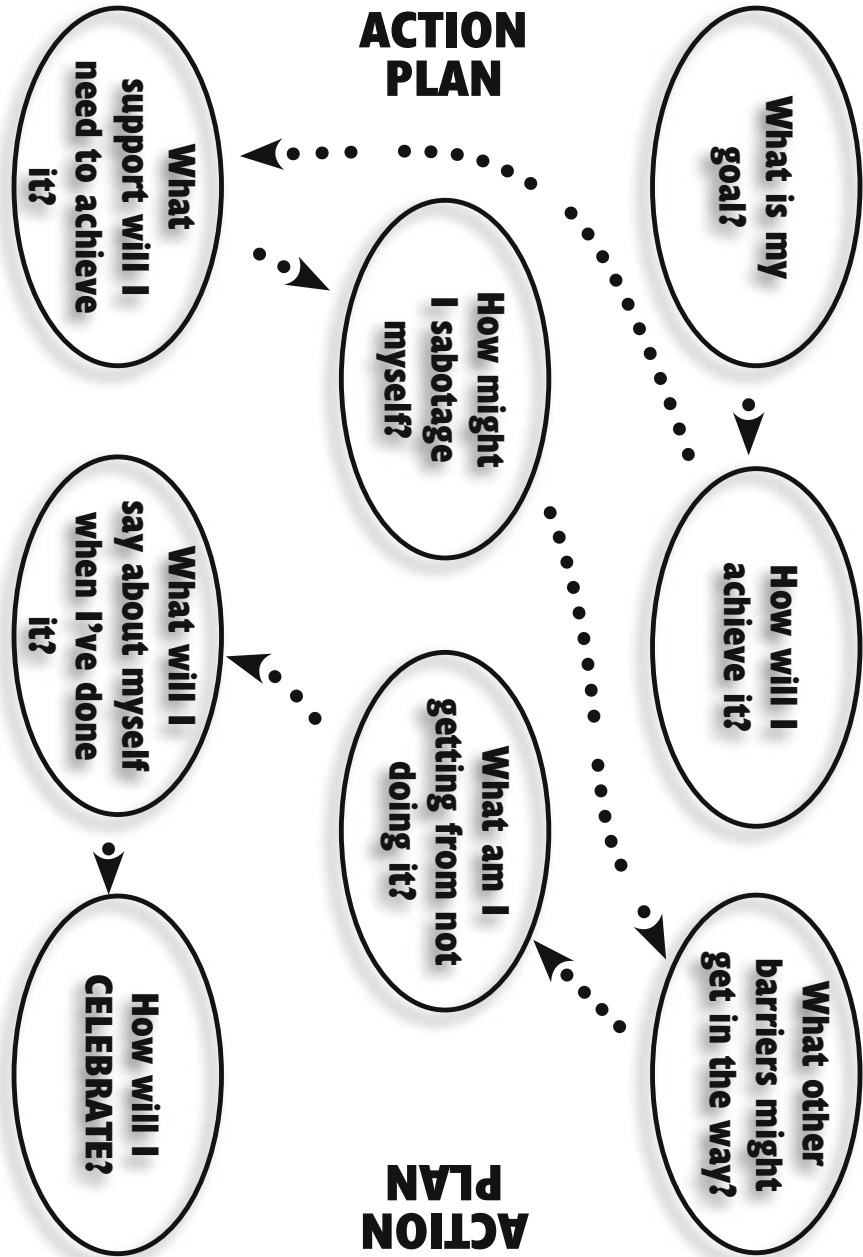 ACTION
PLAN
What is my
goal?
How will I
achieve it?
What
support will I
need to achieve
it?
How might
I sabotage
myself?
What other
barriers might
get in the way?
What am I
getting from not
doing it?
What will I
say about myself
when I've done
it?
How will I
CELEBRATE?
ACTION
PLAN